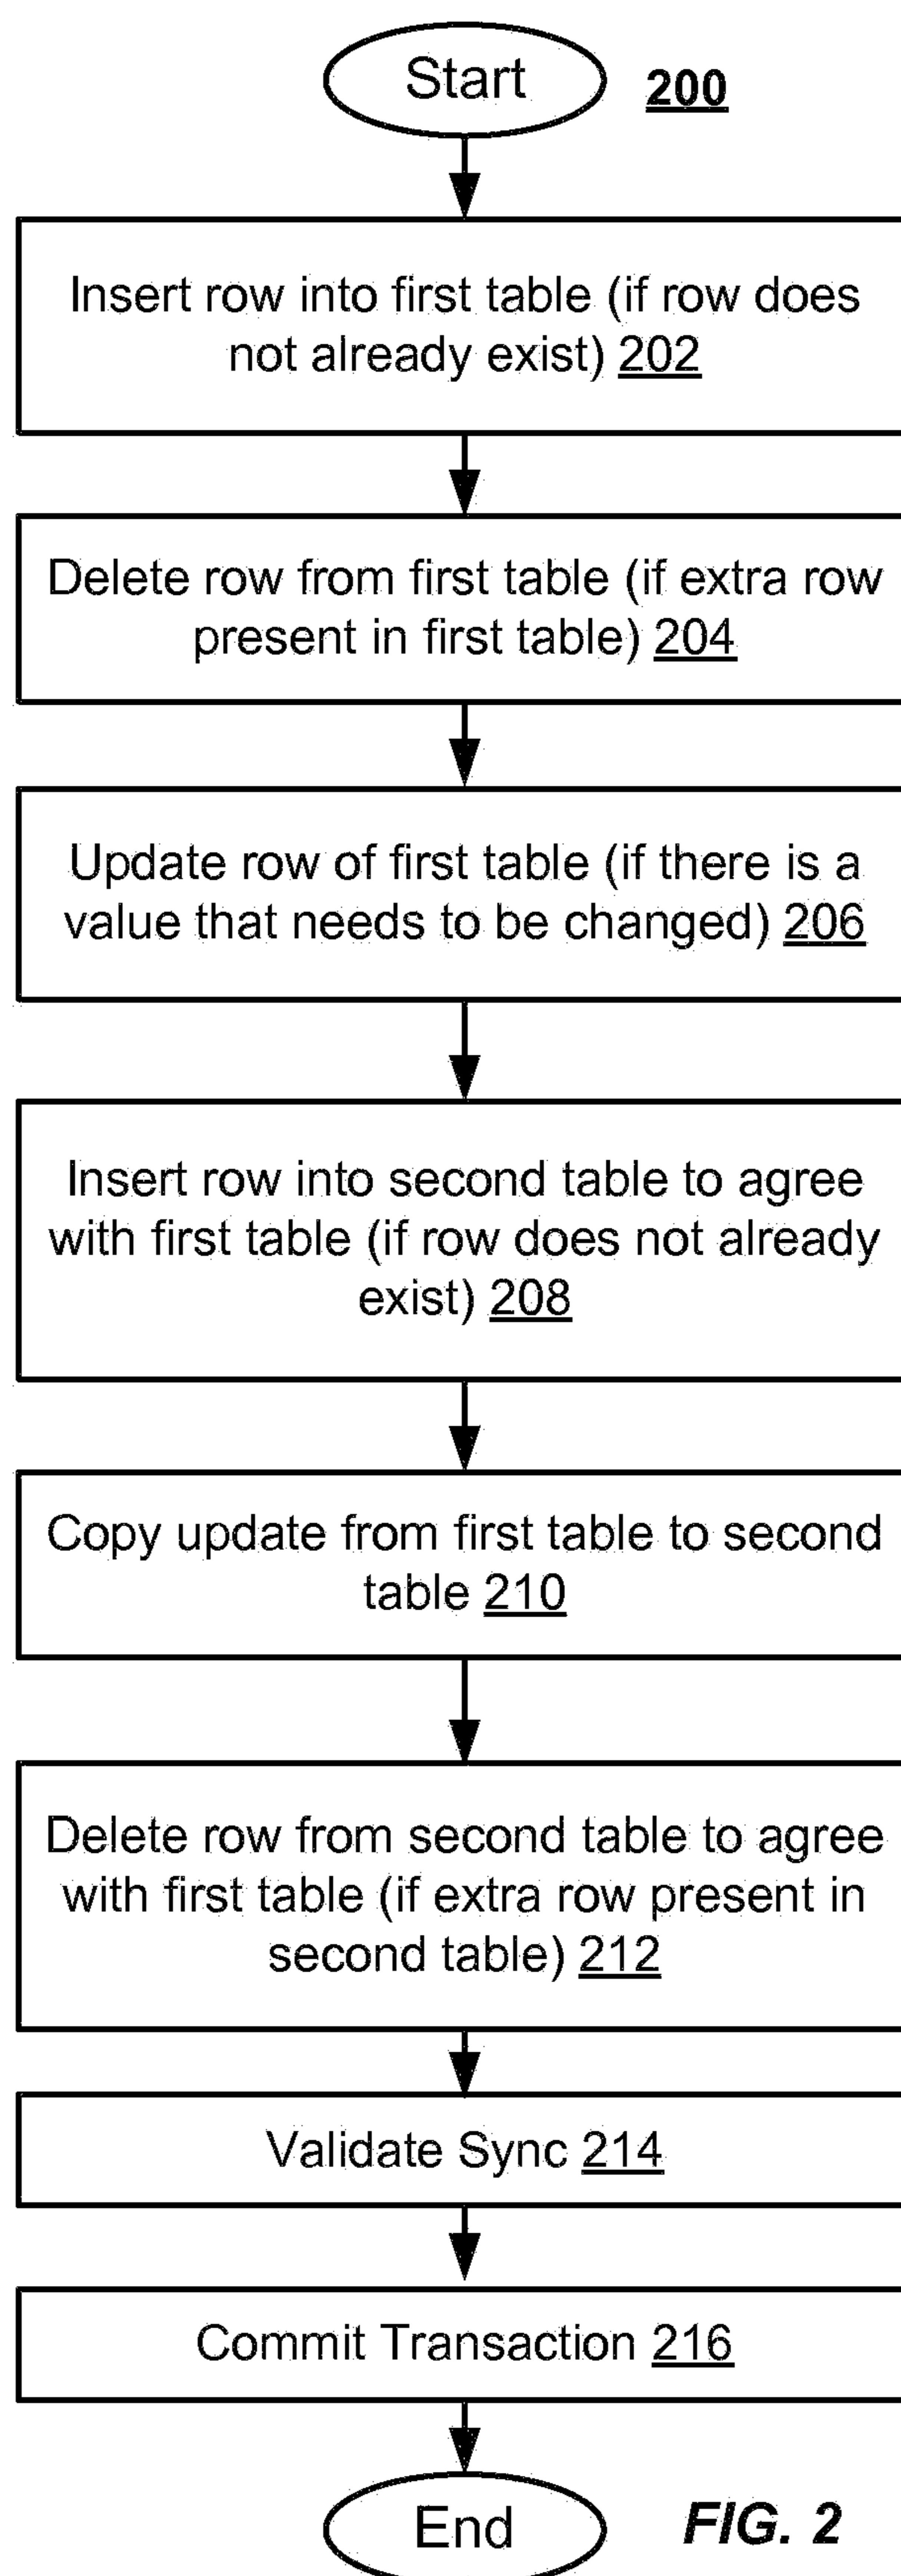 Start
200
Insert row into first table (if row does
not already exist) 202
Delete row from first table (if extra row
present in first table) 204
Update row of first table (if there is a
value that needs to be changed) 206
Insert row into second table to agree
with first table (if row does not already
exist) 208
Copy update from first table to second
table 210
Delete row from second table to agree
with first table (if extra row present in
second table) 212
Validate Sync 214
Commit Transaction 216
End
FIG. 2